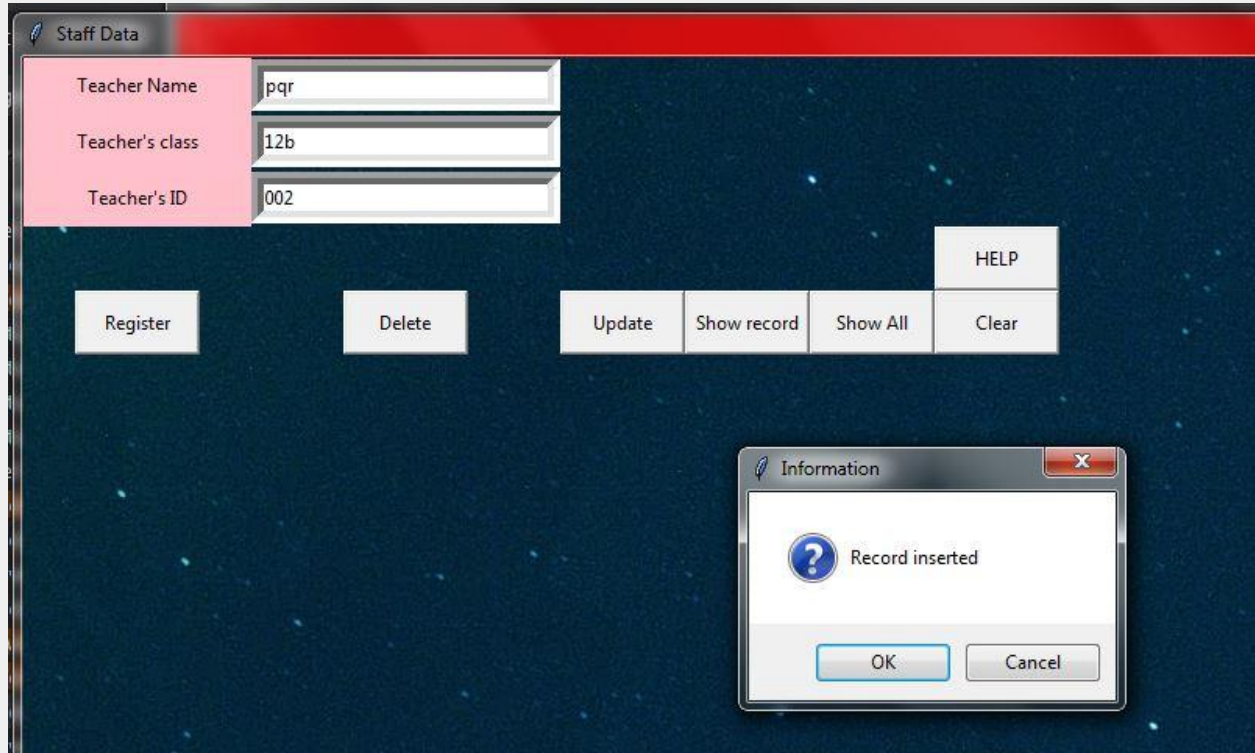 Staff Data
Teacher Name pqr
Teacher's class 12b
Teacher's ID 002
HELP
Register Delete Update Show record Show All Clear
Information
Record inserted
OK Cancel